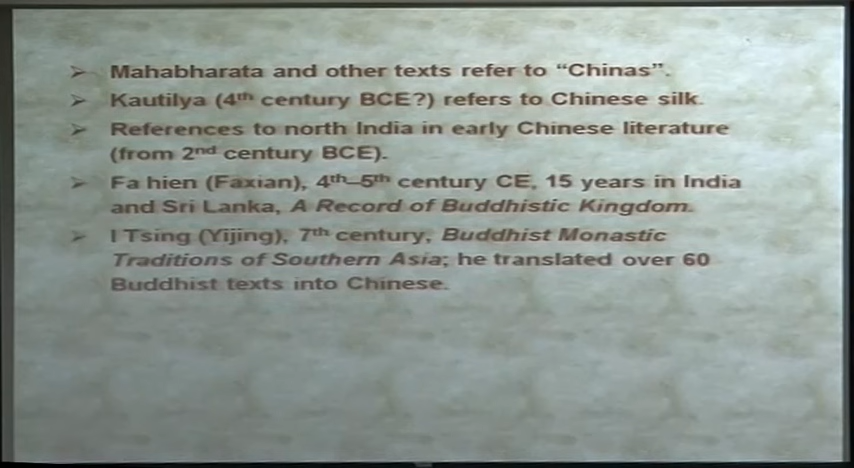 ➢ Mahabharata and other texts refer to “Chinas”.
➢ Kautilya (4th century BCE?) refers to Chinese silk.
➢ References to north India in early Chinese literature
(from 2nd century BCE).
➢ Fa hien (Faxian), 4th–5th century CE, 15 years in India
and Sri Lanka, A Record of Buddhistic Kingdom.
➢ I Tsing (Yijing), 7th century, Buddhist Monastic
Traditions of Southern Asia; he translated over 60
Buddhist texts into Chinese.